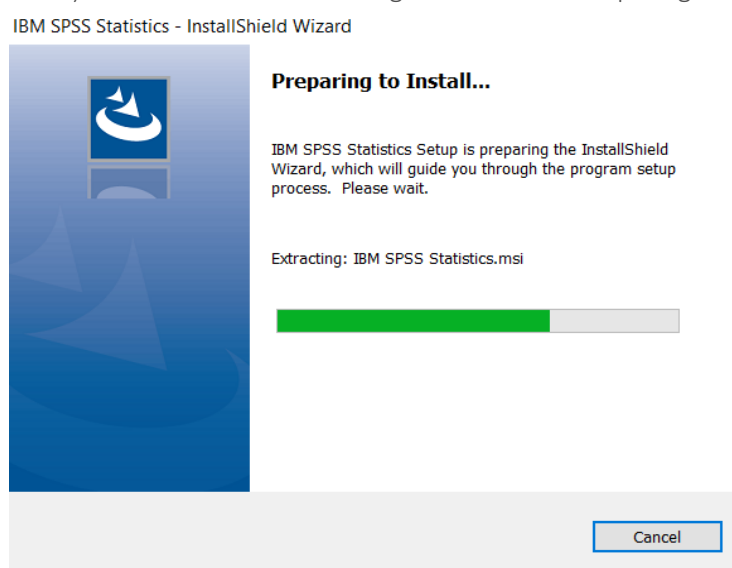 IBM SPSS Statistics - InstallShield Wizard
Preparing to Install...
IBM SPSS Statistics Setup is preparing the InstallShield
Wizard, which will guide you through the program setup
process.  Please wait.
Extracting: IBM SPSS Statistics.msi
Cancel